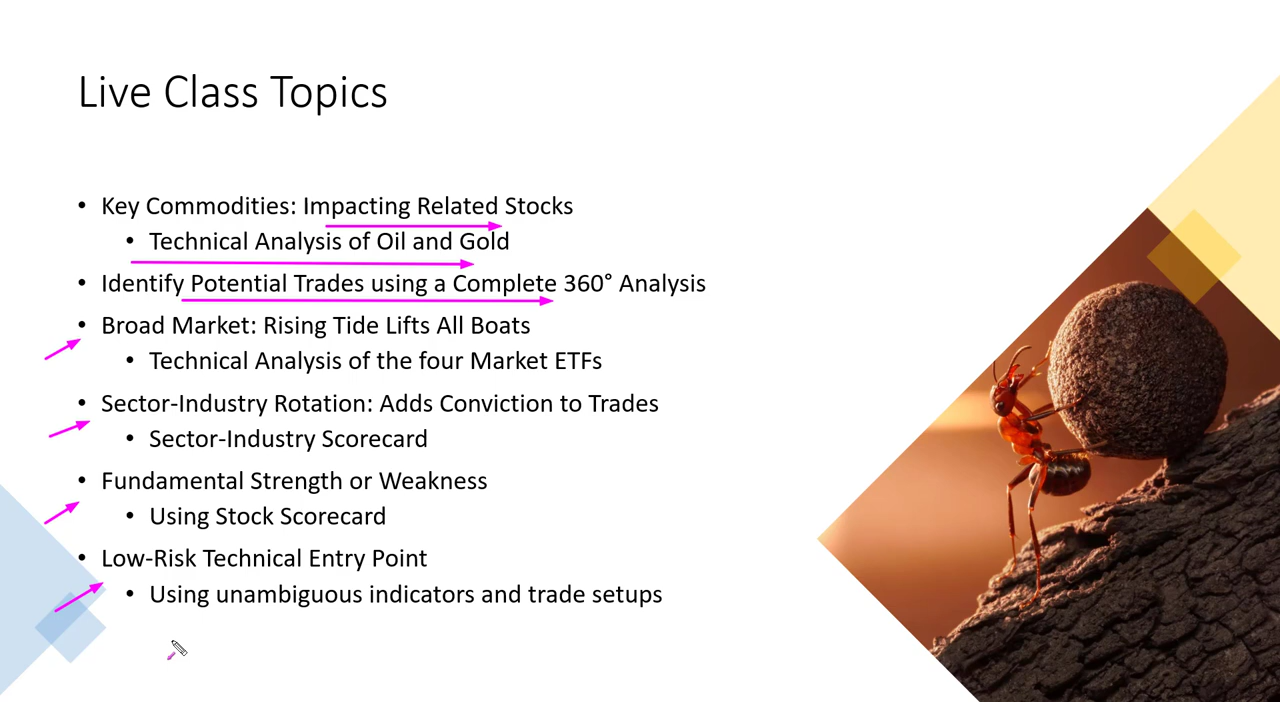 Live Class Topics
• Key Commodities: Impacting Related Stocks
• Technical Analysis of Oil and Gold
• Identify Potential Trades using a Complete 360° Analysis
• Broad Market: Rising Tide Lifts All Boats
• Technical Analysis of the four Market ETFs
• Sector-Industry Rotation: Adds Conviction to Trades
• Sector-Industry Scorecard
• Fundamental Strength or Weakness
• Using Stock Scorecard
• Low-Risk Technical Entry Point
• Using unambiguous indicators and trade setups